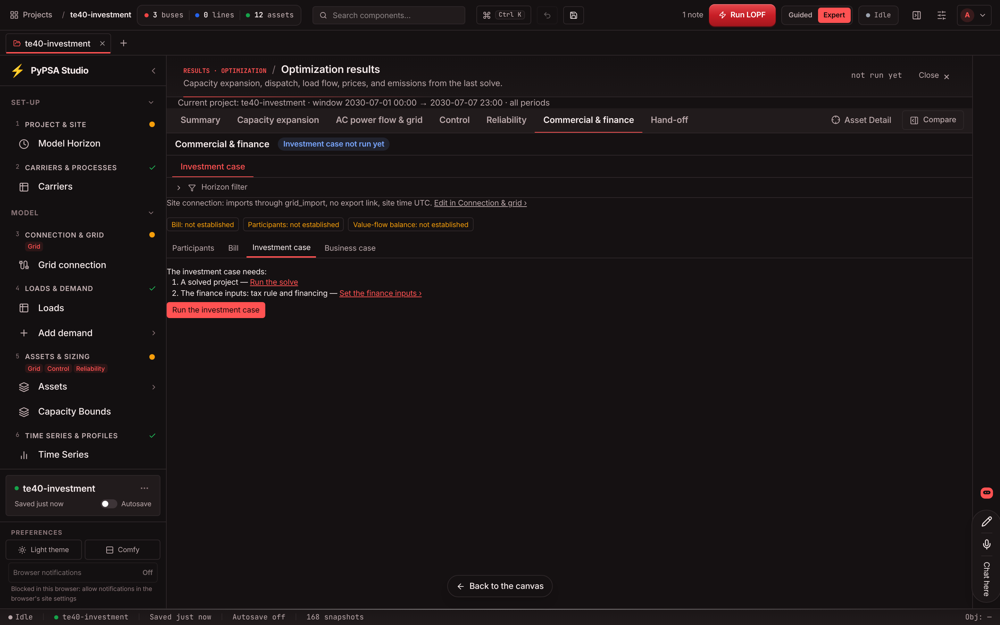 Projects / te40-investment 3 buses 0 lines 12 assets Search components... ⌘ Ctrl K 1 note Run LOPF Guided Expert Idle A
te40-investment × +
PyPSA Studio
SET-UP
1 PROJECT & SITE
Model Horizon
2 CARRIERS & PROCESSES
Carriers
MODEL
3 CONNECTION & GRID
Grid
Grid connection
4 LOADS & DEMAND
Loads
Add demand
5 ASSETS & SIZING
Grid Control Reliability
Assets
Capacity Bounds
6 TIME SERIES & PROFILES
Time Series
te40-investment ...
Saved just now Autosave
PREFERENCES
Light theme Comfy
Browser notifications Off
Blocked in this browser: allow notifications in the
browser's site settings
RESULTS · OPTIMIZATION / Optimization results
Capacity expansion, dispatch, load flow, prices, and emissions from the last solve.
not run yet Close ×
Current project: te40-investment · window 2030-07-01 00:00 → 2030-07-07 23:00 · all periods
Summary Capacity expansion AC power flow & grid Control Reliability Commercial & finance Hand-off Asset Detail Compare
Commercial & finance Investment case not run yet
Investment case
Horizon filter
Site connection: imports through grid_import, no export link, site time UTC. Edit in Connection & grid ›
Bill: not established Participants: not established Value-flow balance: not established
Participants Bill Investment case Business case
The investment case needs:
1. A solved project — Run the solve
2. The finance inputs: tax rule and financing — Set the finance inputs ›
Run the investment case
← Back to the canvas
Chat here
Idle te40-investment Saved just now Autosave off 168 snapshots Obj: —